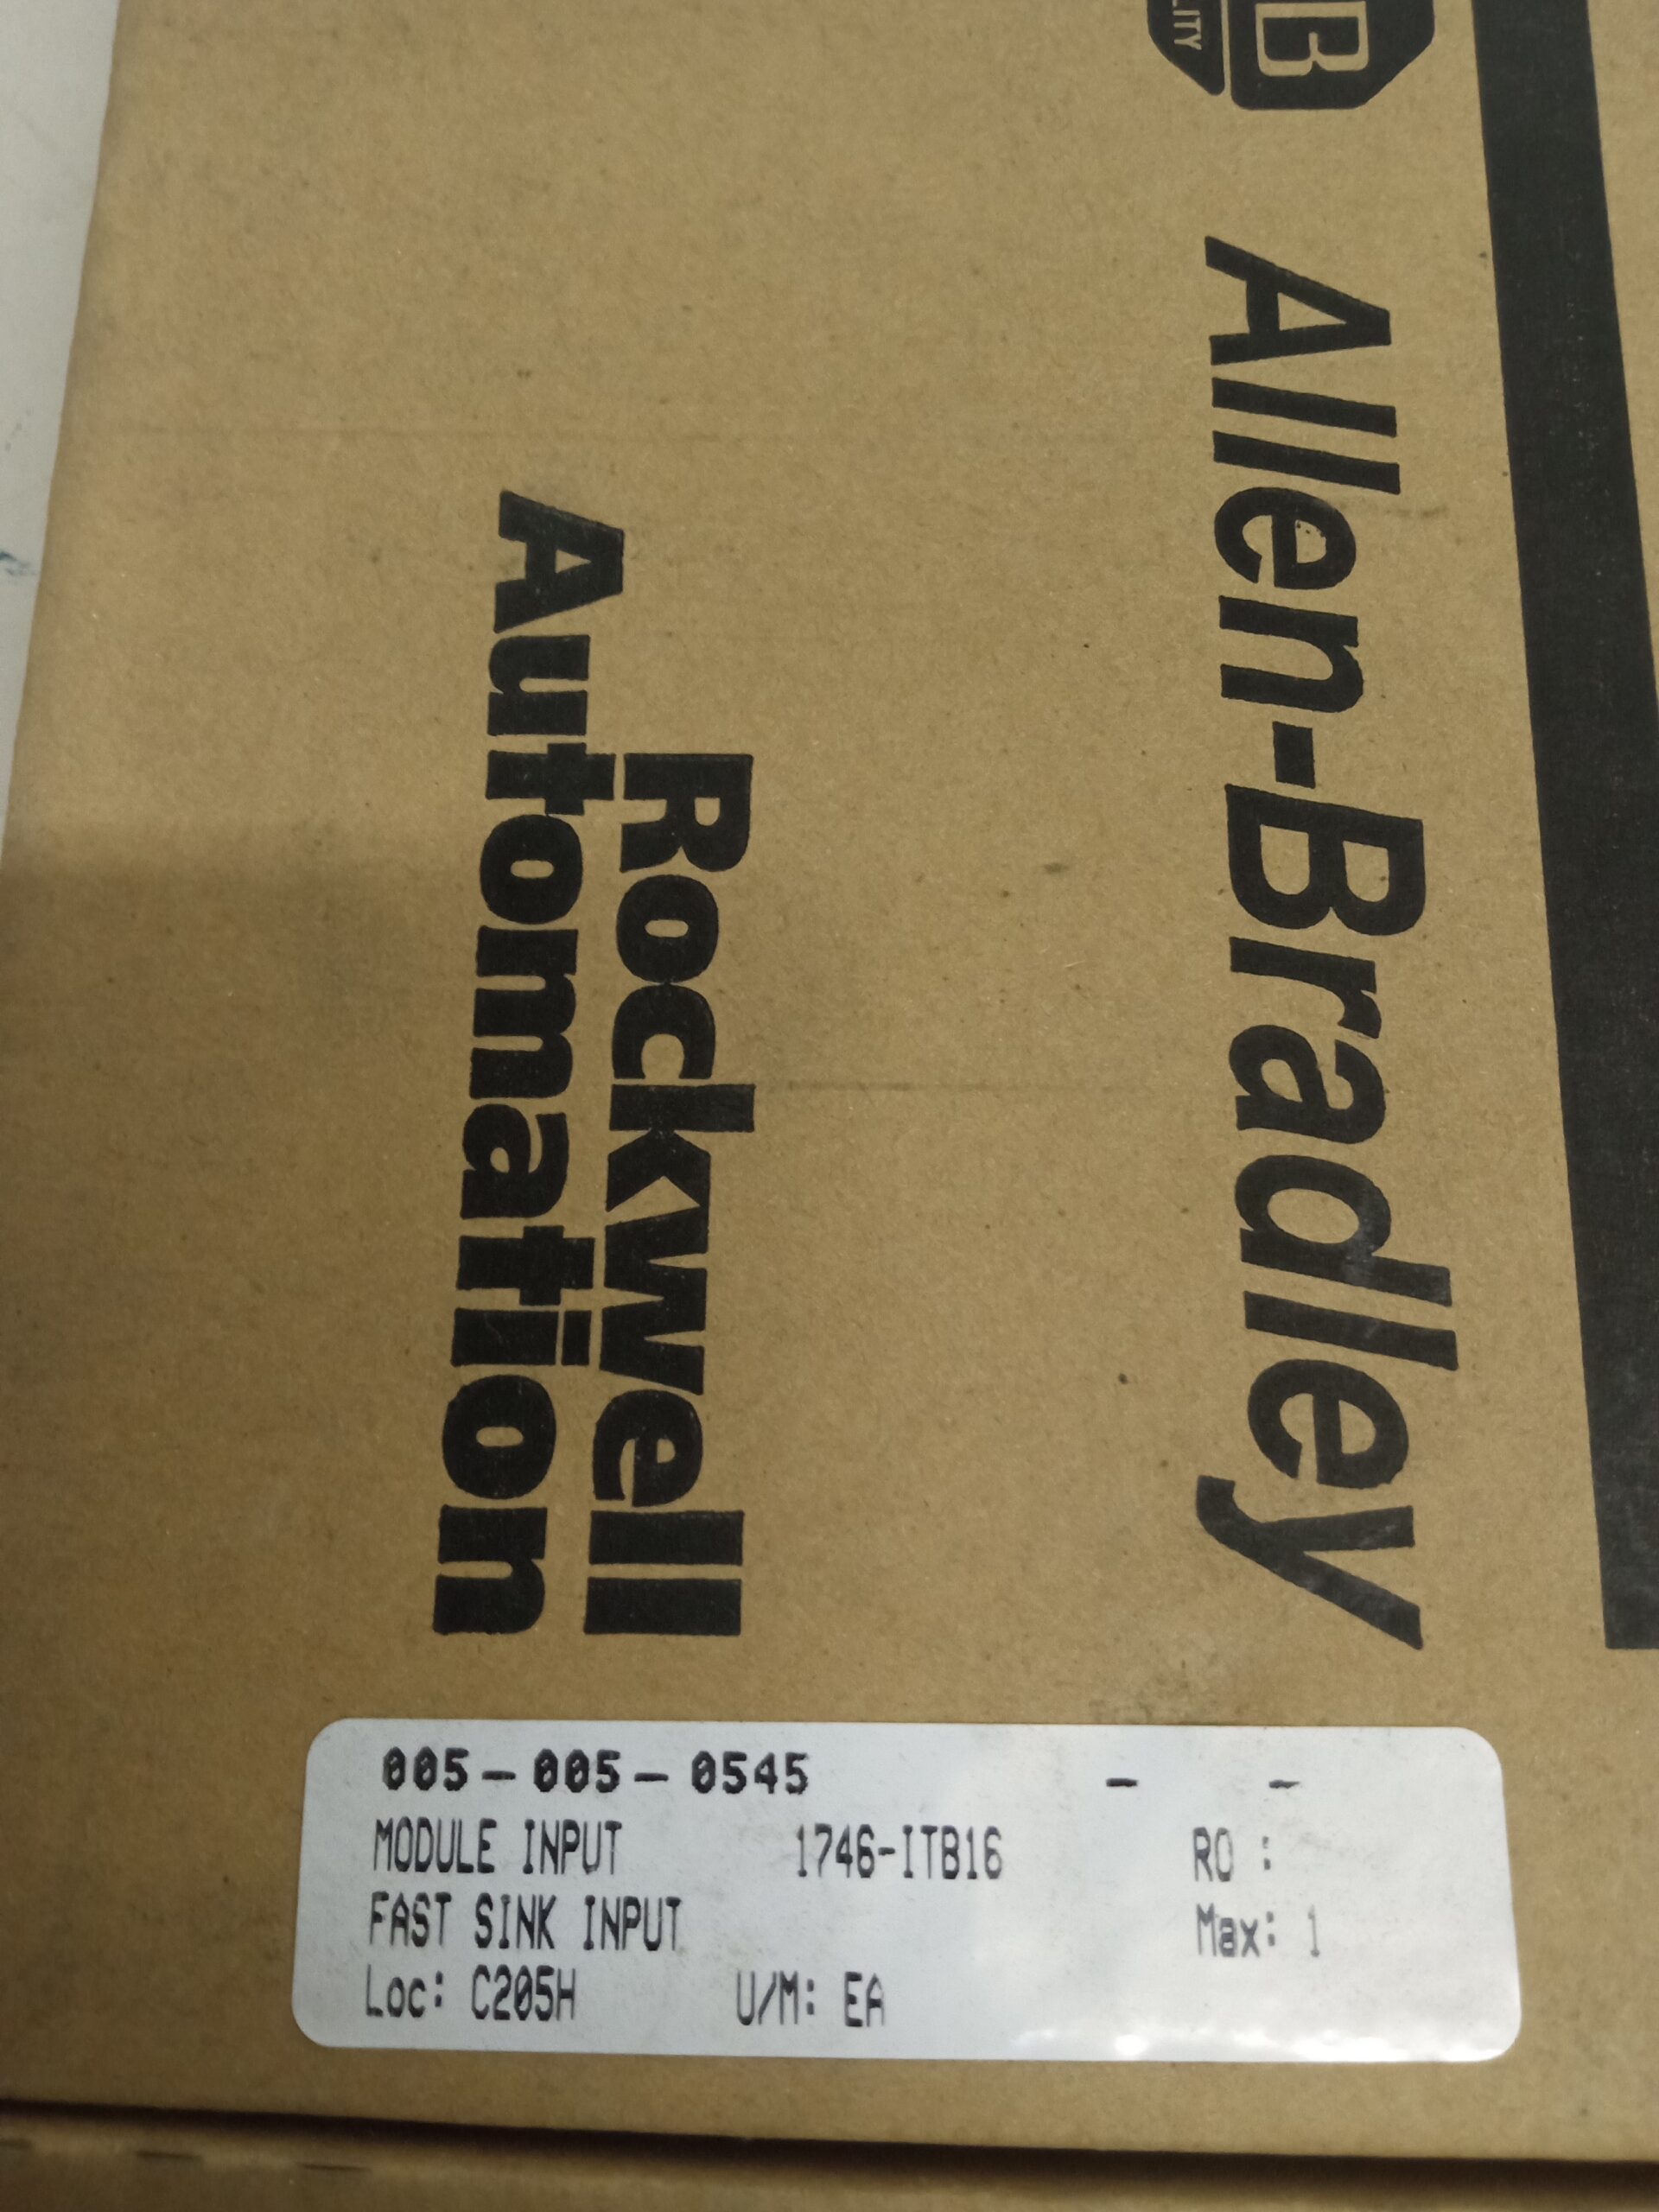 B
LITY
Allen-Bradley
Rockwell
Automation
005-005-0545 - -
MODULE INPUT 1746-ITB16 RO :
FAST SINK INPUT Max: 1
Loc: C205H U/M: EA